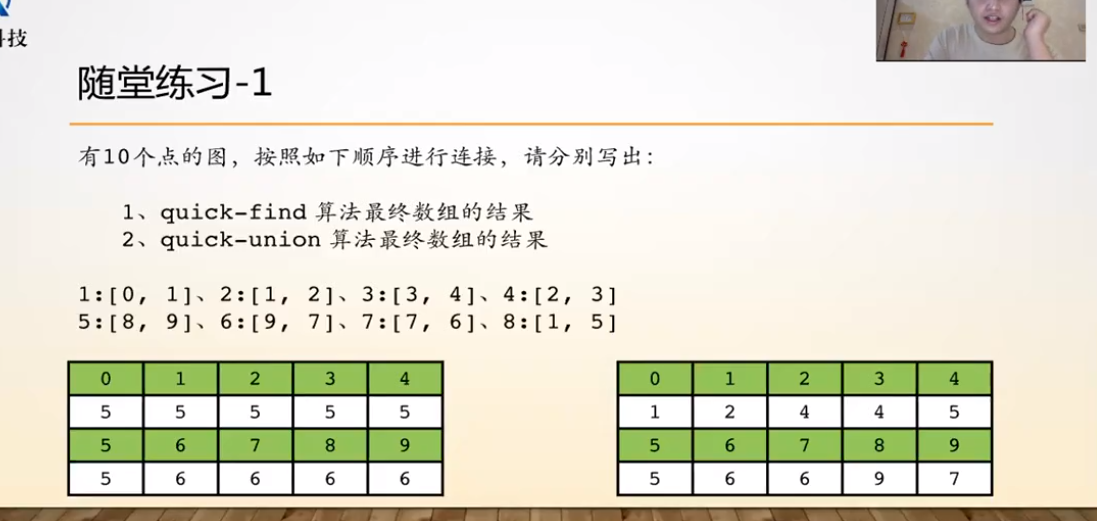 科技
随堂练习-1
有10个点的图，按照如下顺序进行连接，请分别写出：
1、quick-find 算法最终数组的结果
2、quick-union 算法最终数组的结果
1:[0, 1]、2:[1, 2]、3:[3, 4]、4:[2, 3]
5:[8, 9]、6:[9, 7]、7:[7, 6]、8:[1, 5]
0 1 2 3 4
5 5 5 5 5
5 6 7 8 9
5 6 6 6 6
0 1 2 3 4
1 2 4 4 5
5 6 7 8 9
5 6 6 9 7